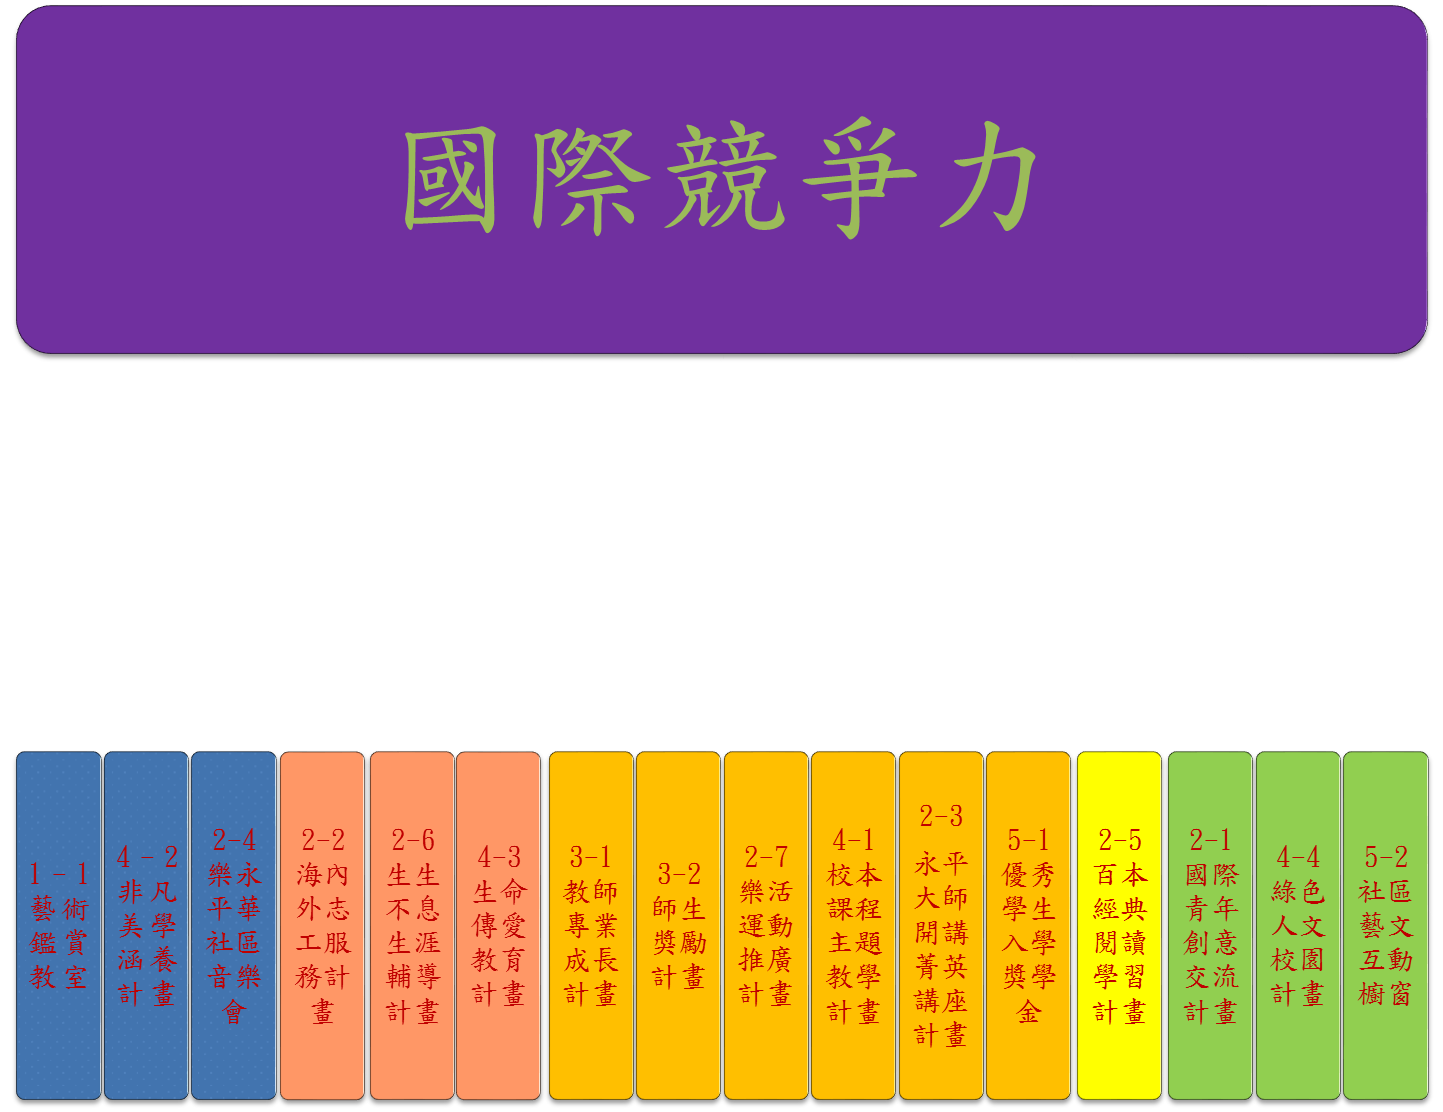 國際競爭力
1-1
藝術
鑑賞
教室
4-2
非凡
美學
涵養
計畫
2-4
樂永
平華
社區
音樂
會
2-2
海內
外志
工服
務計
畫
2-6
生生
不息
生涯
輔導
計畫
4-3
生命
傳愛
教育
計畫
3-1
教師
專業
成長
計畫
3-2
師生
獎勵
計畫
2-7
樂活
運動
推廣
計畫
4-1
校本
課程
主題
教學
計畫
2-3
永平
大師
開講
菁英
講座
計畫
5-1
優秀
學生
入學
獎學
金
2-5
百本
經典
閱讀
學習
計畫
2-1
國際
青年
創意
交流
計畫
4-4
綠色
人文
校園
計畫
5-2
社區
藝文
互動
櫥窗